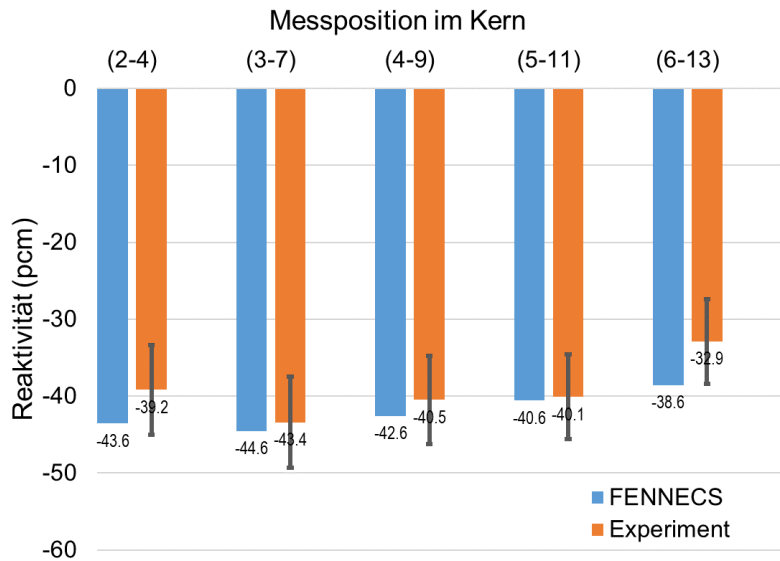 Messposition im Kern
(2-4) (3-7) (4-9) (5-11) (6-13)
0
-10
-20
-30
-40
-50
-60
Reaktivität (pcm)
-43.6 -39.2 -44.6 -43.4 -42.6 -40.5 -40.6 -40.1 -38.6 -32.9
FENNECS
Experiment